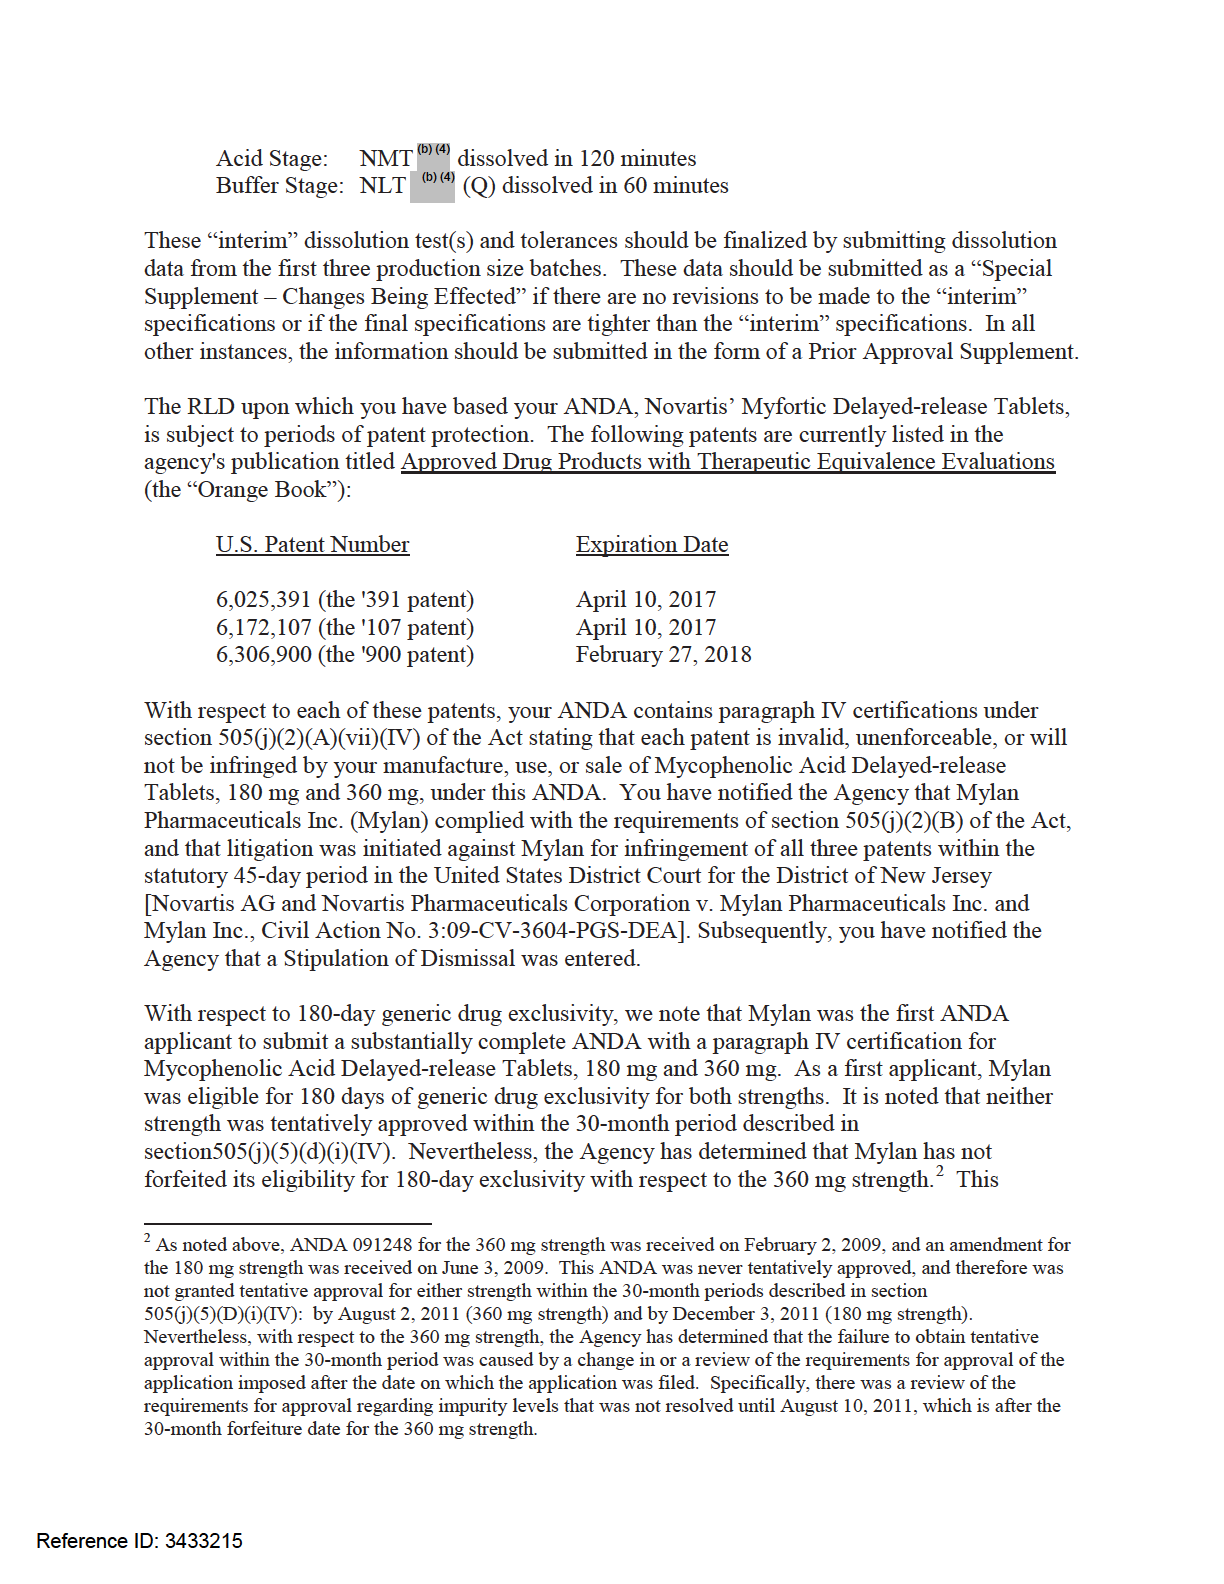 Acid Stage: NMT (b) (4) dissolved in 120 minutes
Buffer Stage: NLT (b) (4) (Q) dissolved in 60 minutes
These “interim” dissolution test(s) and tolerances should be finalized by submitting dissolution
data from the first three production size batches. These data should be submitted as a “Special
Supplement – Changes Being Effected” if there are no revisions to be made to the “interim”
specifications or if the final specifications are tighter than the “interim” specifications. In all
other instances, the information should be submitted in the form of a Prior Approval Supplement.
The RLD upon which you have based your ANDA, Novartis’ Myfortic Delayed-release Tablets,
is subject to periods of patent protection. The following patents are currently listed in the
agency's publication titled Approved Drug Products with Therapeutic Equivalence Evaluations
(the “Orange Book”):
U.S. Patent Number Expiration Date
6,025,391 (the '391 patent) April 10, 2017
6,172,107 (the '107 patent) April 10, 2017
6,306,900 (the '900 patent) February 27, 2018
With respect to each of these patents, your ANDA contains paragraph IV certifications under
section 505(j)(2)(A)(vii)(IV) of the Act stating that each patent is invalid, unenforceable, or will
not be infringed by your manufacture, use, or sale of Mycophenolic Acid Delayed-release
Tablets, 180 mg and 360 mg, under this ANDA. You have notified the Agency that Mylan
Pharmaceuticals Inc. (Mylan) complied with the requirements of section 505(j)(2)(B) of the Act,
and that litigation was initiated against Mylan for infringement of all three patents within the
statutory 45-day period in the United States District Court for the District of New Jersey
[Novartis AG and Novartis Pharmaceuticals Corporation v. Mylan Pharmaceuticals Inc. and
Mylan Inc., Civil Action No. 3:09-CV-3604-PGS-DEA]. Subsequently, you have notified the
Agency that a Stipulation of Dismissal was entered.
With respect to 180-day generic drug exclusivity, we note that Mylan was the first ANDA
applicant to submit a substantially complete ANDA with a paragraph IV certification for
Mycophenolic Acid Delayed-release Tablets, 180 mg and 360 mg. As a first applicant, Mylan
was eligible for 180 days of generic drug exclusivity for both strengths. It is noted that neither
strength was tentatively approved within the 30-month period described in
section505(j)(5)(d)(i)(IV). Nevertheless, the Agency has determined that Mylan has not
forfeited its eligibility for 180-day exclusivity with respect to the 360 mg strength.2 This
2 As noted above, ANDA 091248 for the 360 mg strength was received on February 2, 2009, and an amendment for
the 180 mg strength was received on June 3, 2009. This ANDA was never tentatively approved, and therefore was
not granted tentative approval for either strength within the 30-month periods described in section
505(j)(5)(D)(i)(IV): by August 2, 2011 (360 mg strength) and by December 3, 2011 (180 mg strength).
Nevertheless, with respect to the 360 mg strength, the Agency has determined that the failure to obtain tentative
approval within the 30-month period was caused by a change in or a review of the requirements for approval of the
application imposed after the date on which the application was filed. Specifically, there was a review of the
requirements for approval regarding impurity levels that was not resolved until August 10, 2011, which is after the
30-month forfeiture date for the 360 mg strength.
Reference ID: 3433215